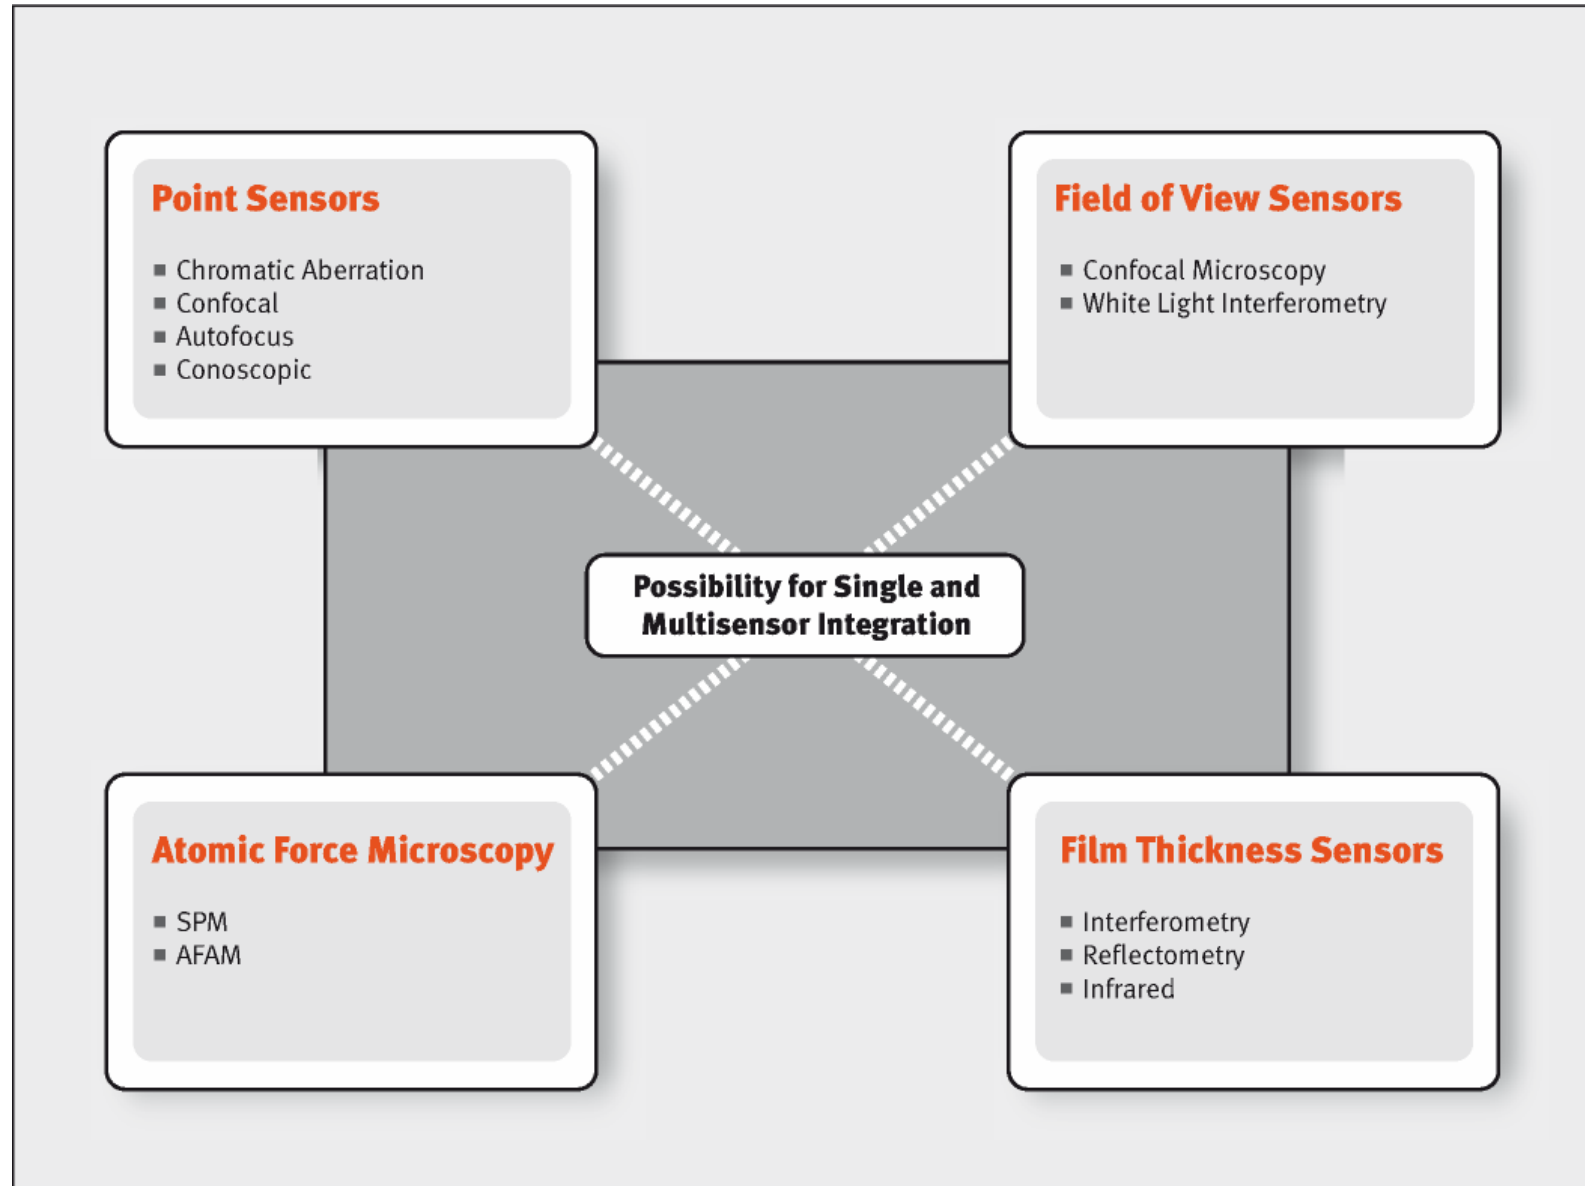 Point Sensors
Chromatic Aberration
Confocal
Autofocus
Conoscopic
Field of View Sensors
Confocal Microscopy
White Light Interferometry
Possibility for Single and
Multisensor Integration
Atomic Force Microscopy
SPM
AFAM
Film Thickness Sensors
Interferometry
Reflectometry
Infrared